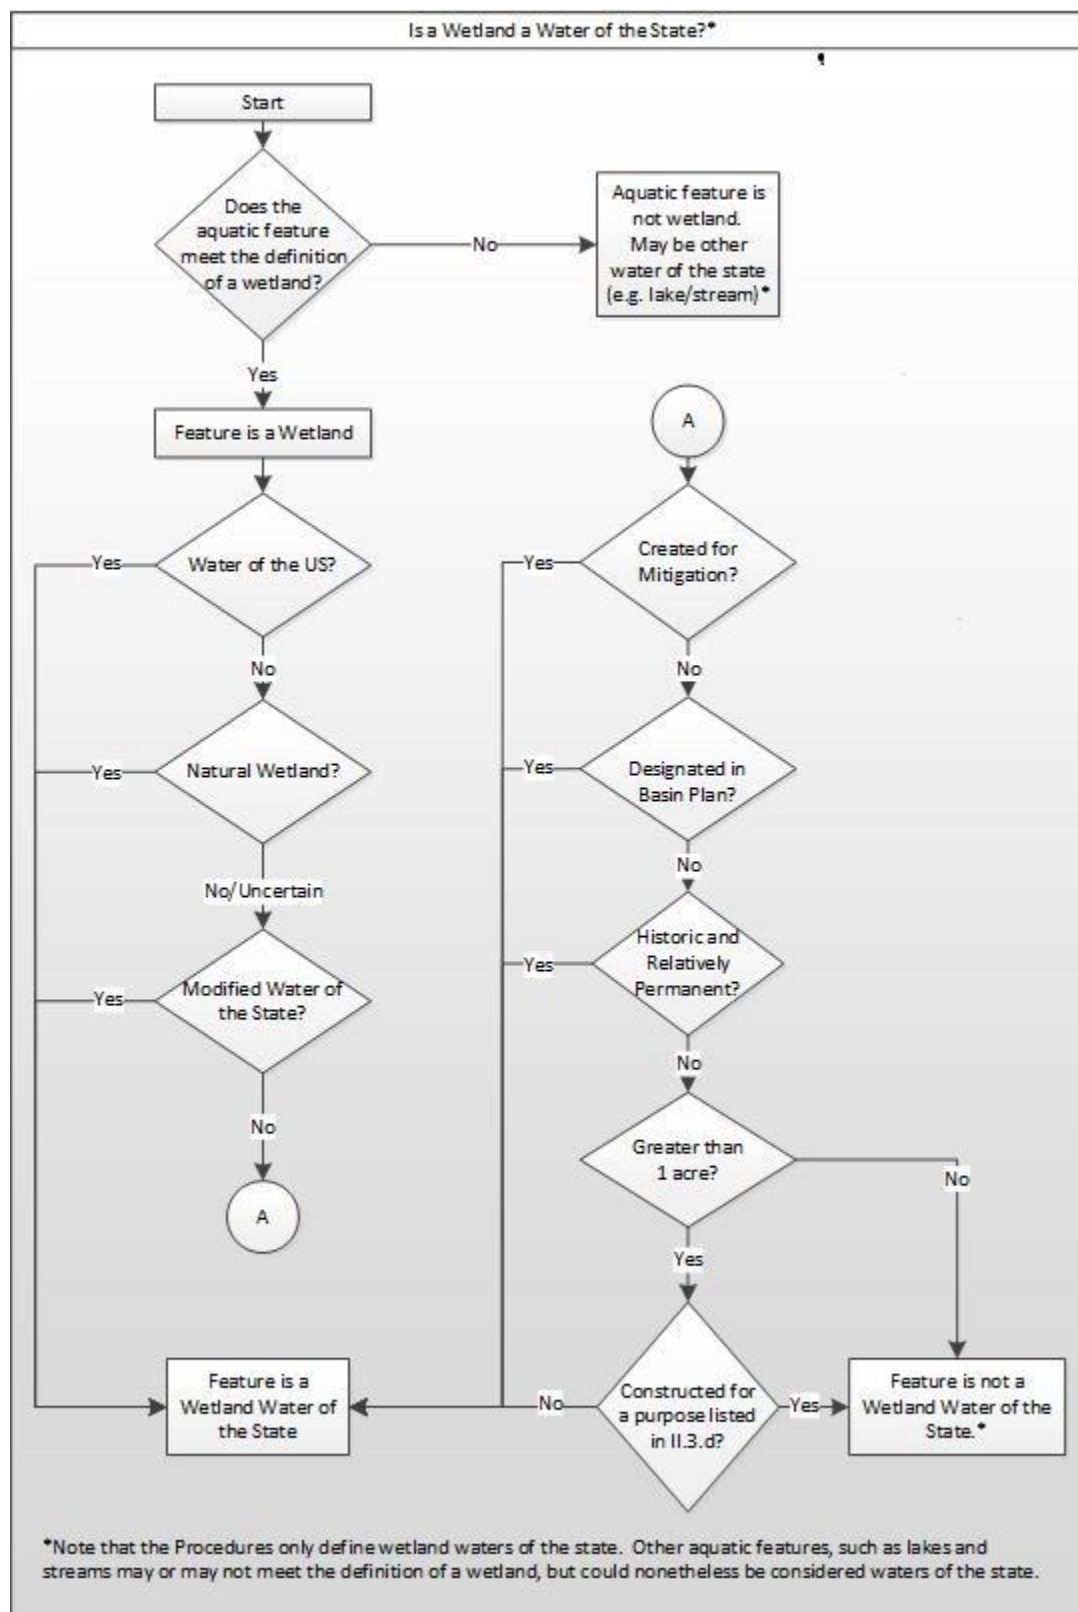 Is a Wetland a Water of the State?*
¶
Start
Does the
aquatic feature
meet the definition
of a wetland?
No
Aquatic feature is
not wetland.
May be other
water of the state
(e.g. lake/stream)*
Yes
Feature is a Wetland
Water of the US?
Yes
No
Natural Wetland?
Yes
No/Uncertain
Modified Water of
the State?
Yes
No
A
A
Created for
Mitigation?
Yes
No
Designated in
Basin Plan?
Yes
No
Historic and
Relatively
Permanent?
Yes
No
Greater than
1 acre?
No
Yes
Constructed for
a purpose listed
in II.3.d?
No
Yes
Feature is a
Wetland Water of
the State
Feature is not a
Wetland Water of the
State.*
*Note that the Procedures only define wetland waters of the state. Other aquatic features, such as lakes and
streams may or may not meet the definition of a wetland, but could nonetheless be considered waters of the state.